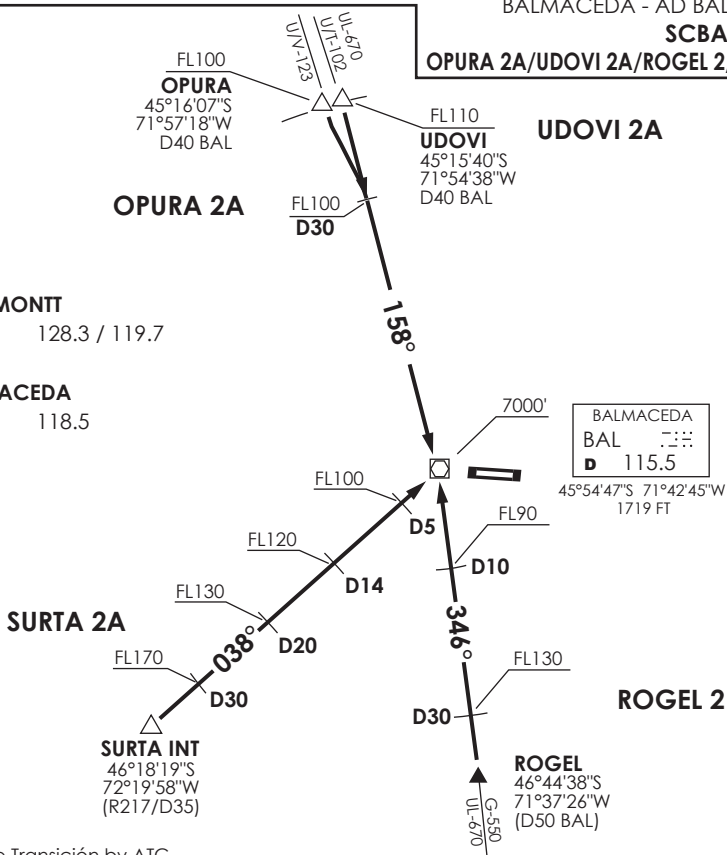 BALMACEDA - AD BAL
SCBA
OPURA 2A/UDOVI 2A/ROGEL 2
UL-670
U/T-102
U/V-123
FL100
OPURA
45°16'07"S
71°57'18"W
D40 BAL
FL110
UDOVI
45°15'40"S
71°54'38"W
D40 BAL
UDOVI 2A
OPURA 2A
FL100
D30
158°
MONTT
128.3 / 119.7
ACEDA
118.5
7000'
BALMACEDA
BAL
D 115.5
45°54'47"S 71°42'45"W
1719 FT
FL100
D5
FL90
D10
FL120
D14
FL130
D20
SURTA 2A
038°
346°
FL170
D30
FL130
D30
ROGEL 2
SURTA INT
46°18'19"S
72°19'58"W
(R217/D35)
ROGEL
46°44'38"S
71°37'26"W
(D50 BAL)
G-550
UL-670
o Transición by ATC